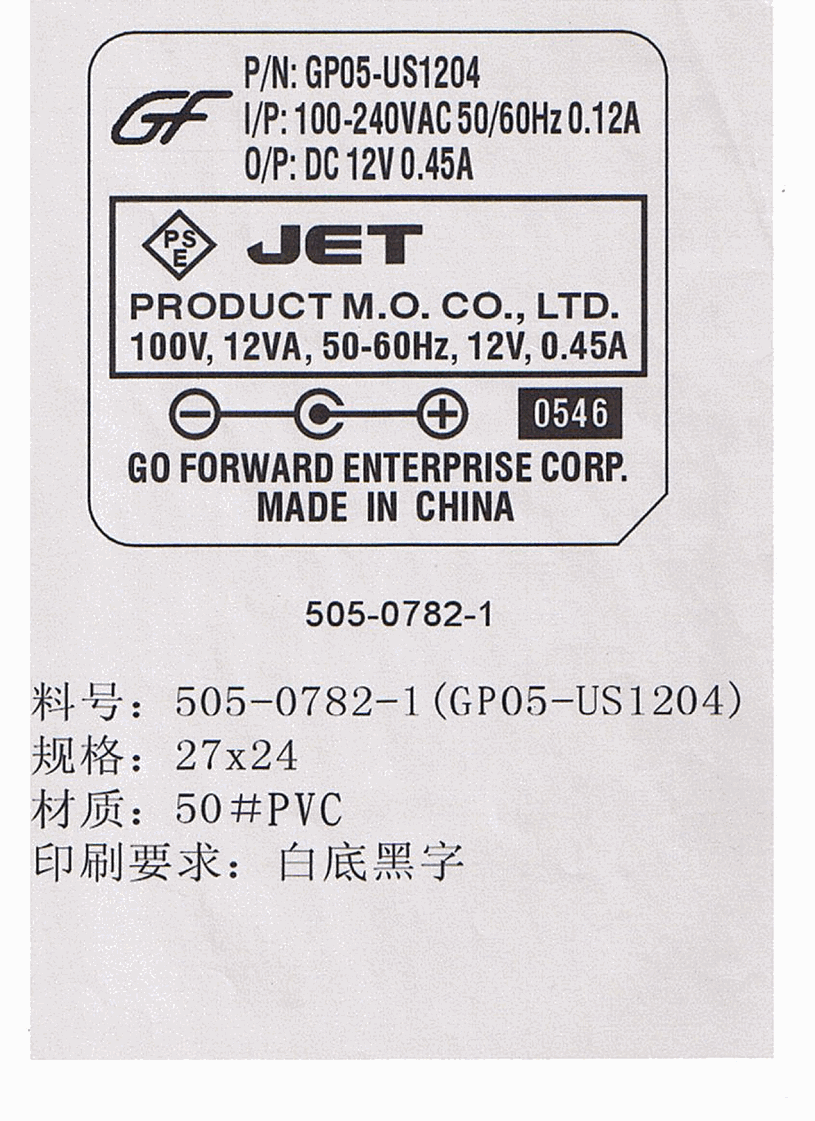 GF
P/N: GP05-US1204
I/P: 100-240VAC 50/60Hz 0.12A
O/P: DC 12V 0.45A
PSE JET
PRODUCT M.O. CO., LTD.
100V, 12VA, 50-60Hz, 12V, 0.45A
0546
GO FORWARD ENTERPRISE CORP.
MADE IN CHINA
505-0782-1
料号：505-0782-1(GP05-US1204)
规格：27x24
材质：50#PVC
印刷要求：白底黑字